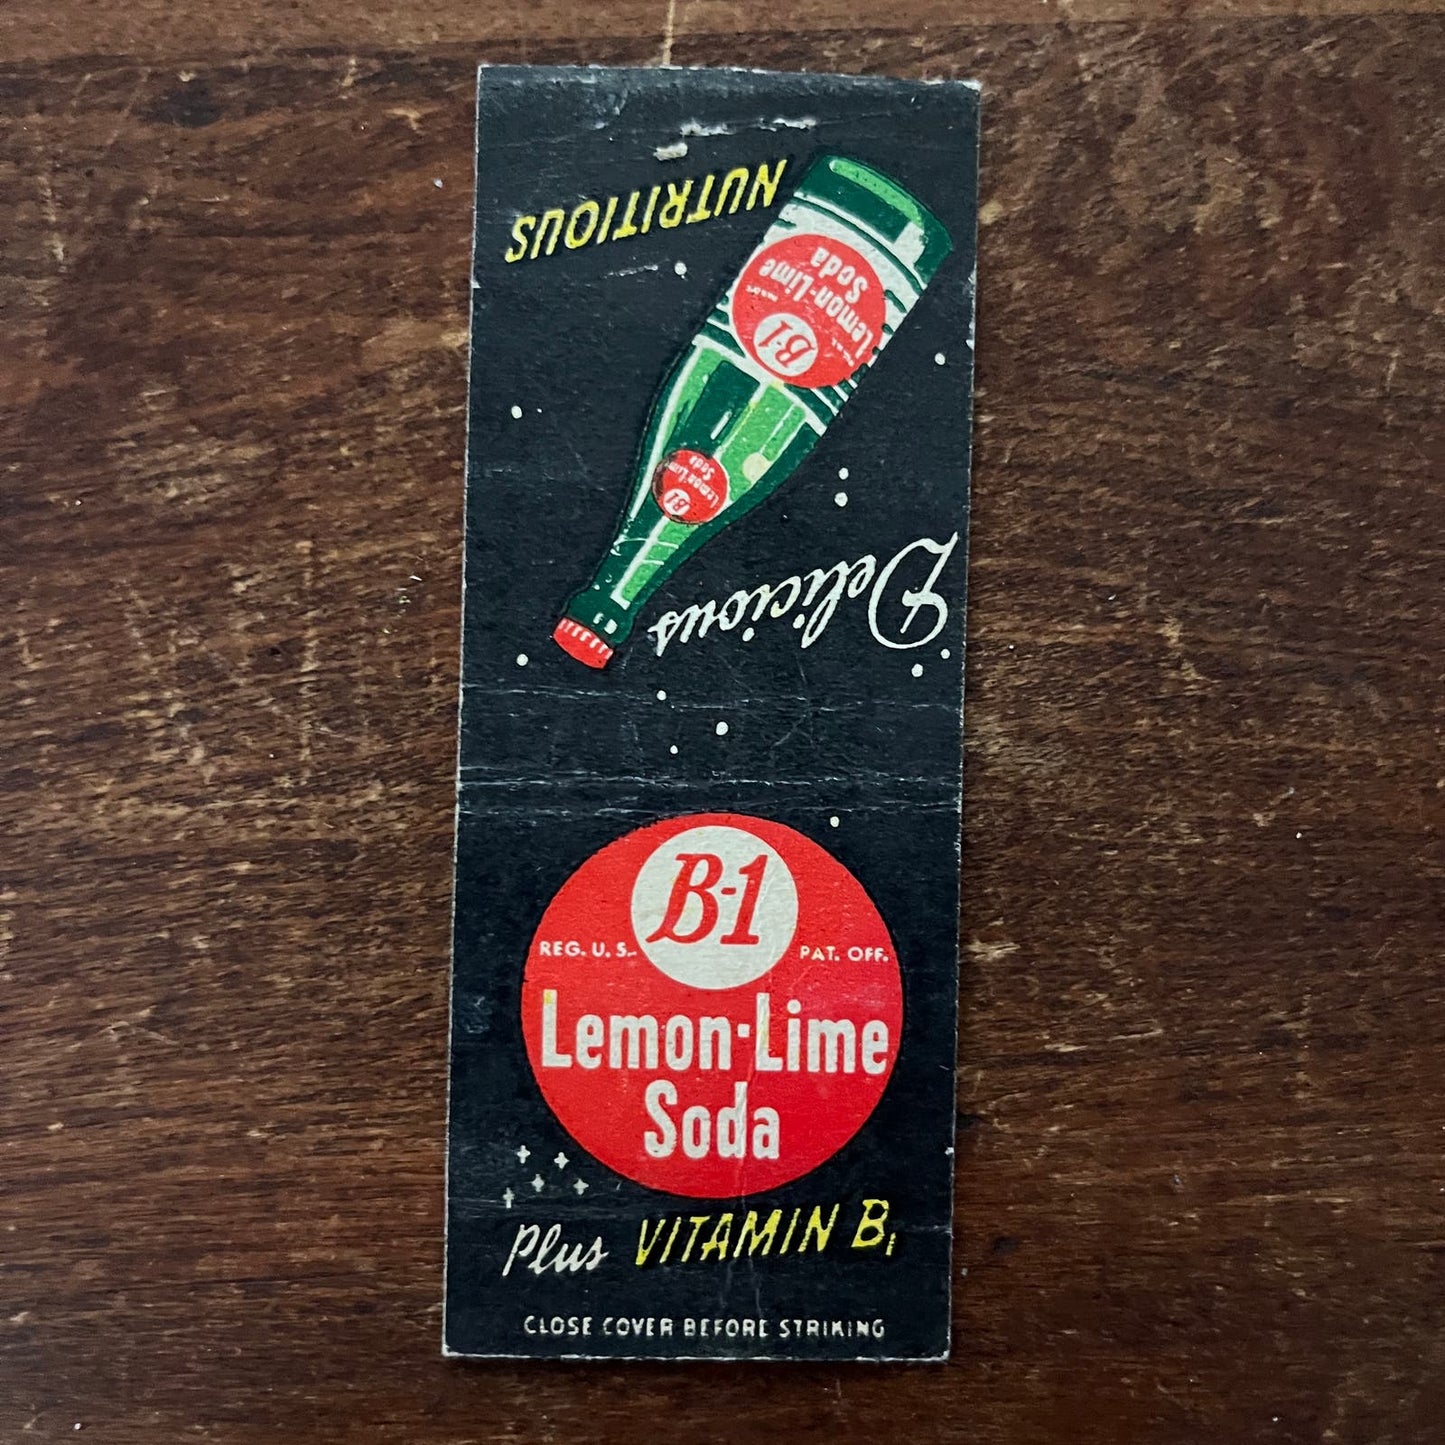 NUTRITIOUS
B-1
Lemon-Lime
Soda
B-1
Lemon-Lime
Soda
Delicious
B-1
REG. U. S. PAT. OFF.
Lemon-Lime
Soda
Plus VITAMIN B₁
CLOSE COVER BEFORE STRIKING